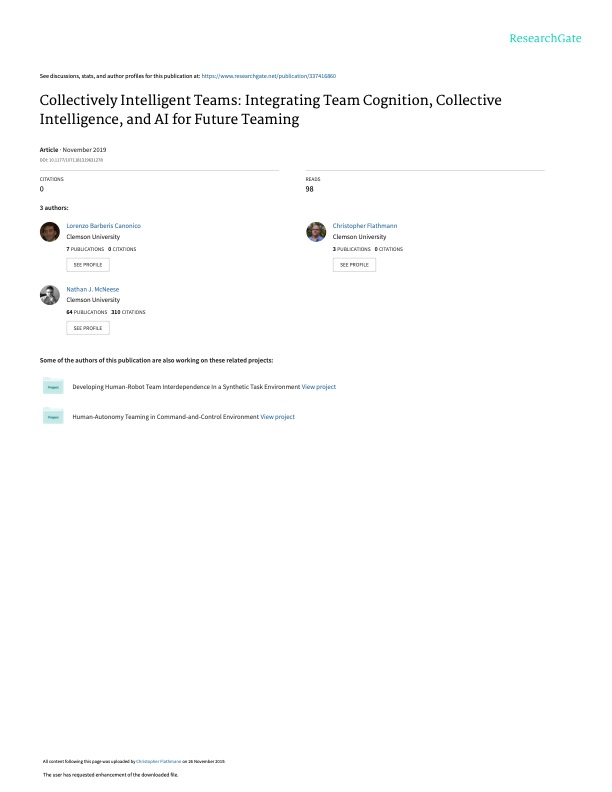 ResearchGate
See discussions, stats, and author profiles for this publication at: https://www.researchgate.net/publication/337416860
Collectively Intelligent Teams: Integrating Team Cognition, Collective
Intelligence, and AI for Future Teaming
Article · November 2019
DOI: 10.1177/1071181319631278
CITATIONS
0
READS
98
3 authors:
Lorenzo Barberis Canonico
Clemson University
7 PUBLICATIONS 0 CITATIONS
SEE PROFILE
Christopher Flathmann
Clemson University
3 PUBLICATIONS 0 CITATIONS
SEE PROFILE
Nathan J. McNeese
Clemson University
64 PUBLICATIONS 310 CITATIONS
SEE PROFILE
Some of the authors of this publication are also working on these related projects:
Project
Developing Human-Robot Team Interdependence In a Synthetic Task Environment View project
Project
Human-Autonomy Teaming in Command-and-Control Environment View project
All content following this page was uploaded by Christopher Flathmann on 28 November 2019.
The user has requested enhancement of the downloaded file.